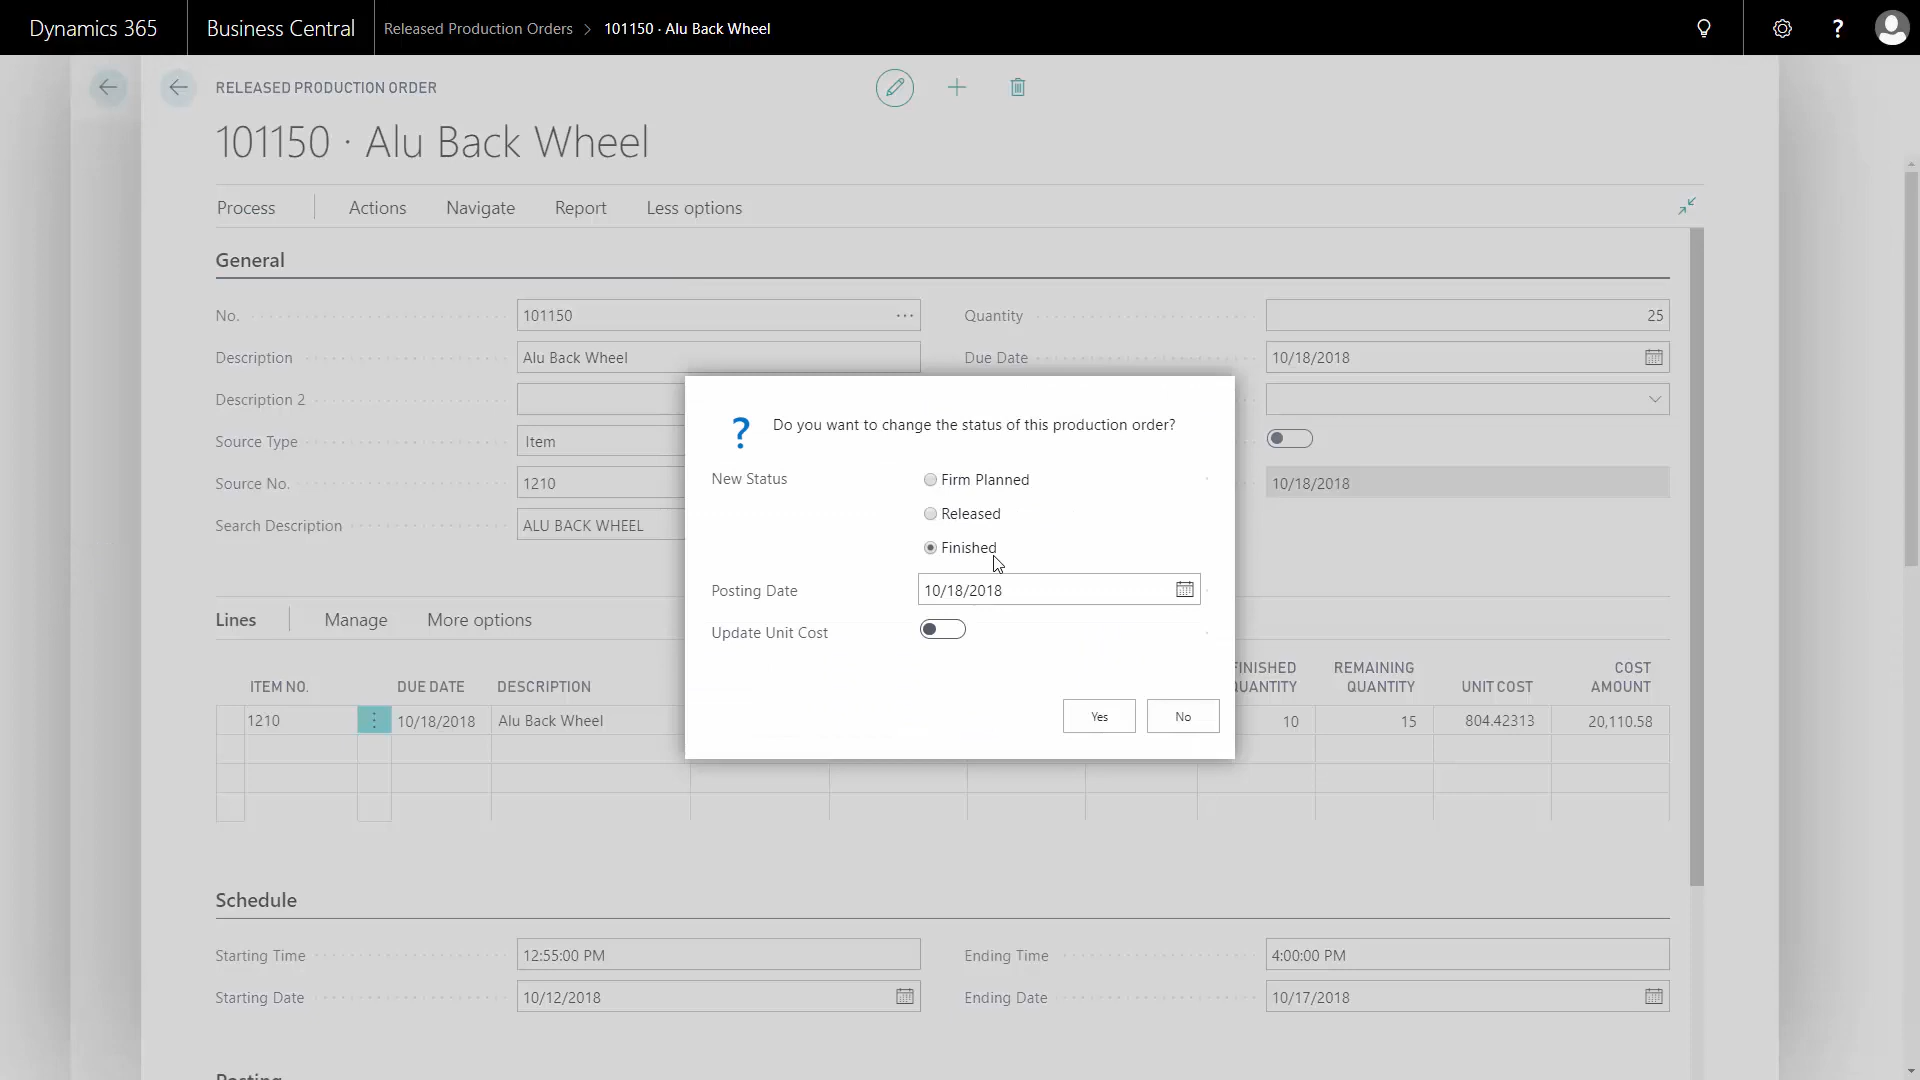 Dynamics 365
Business Central
Released Production Orders > 101150 · Alu Back Wheel
?
RELEASED PRODUCTION ORDER
101150 · Alu Back Wheel
Process
Actions
Navigate
Report
Less options
General
No.
101150
Quantity
25
Description
Alu Back Wheel
Due Date
10/18/2018
Description 2
Source Type
Item
Source No.
1210
10/18/2018
Search Description
ALU BACK WHEEL
?
Do you want to change the status of this production order?
New Status
Firm Planned
Released
Finished
Posting Date
10/18/2018
Update Unit Cost
Yes
No
Lines
Manage
More options
ITEM NO.
DUE DATE
DESCRIPTION
REMAINING QUANTITY
UNIT COST
COST AMOUNT
1210
10/18/2018
Alu Back Wheel
10
15
804.42313
20,110.58
Schedule
Starting Time
12:55:00 PM
Ending Time
4:00:00 PM
Starting Date
10/12/2018
Ending Date
10/17/2018